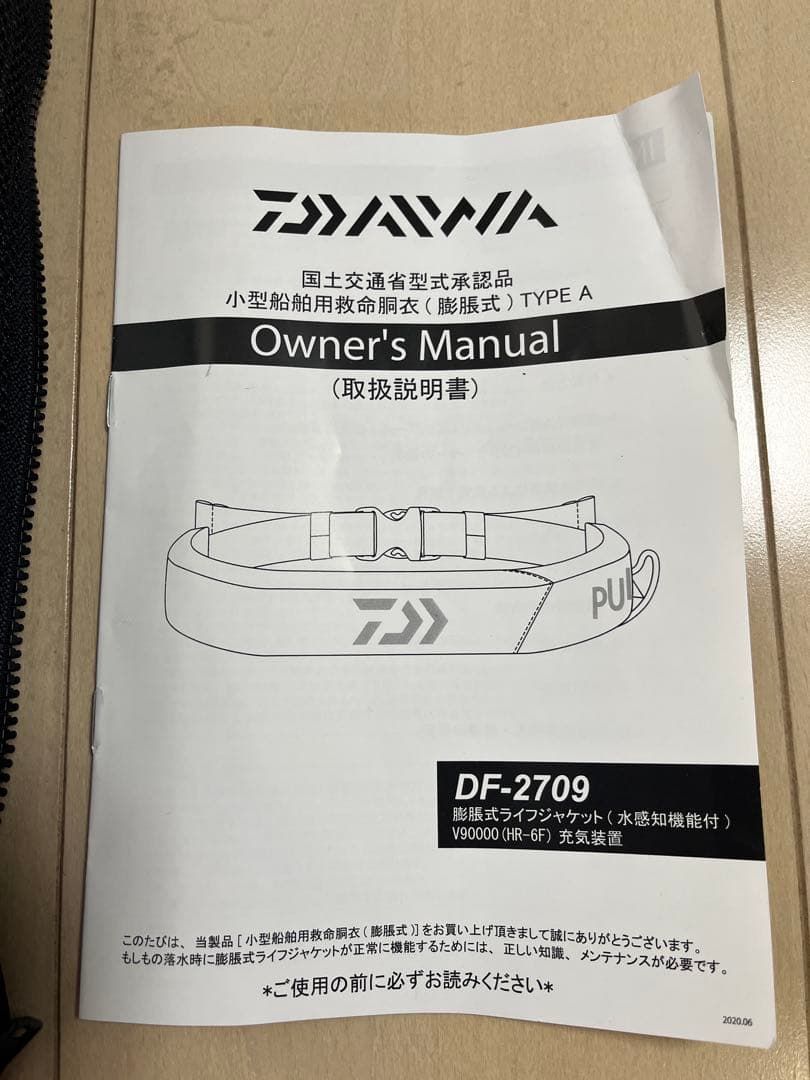 DAIWA
国土交通省型式承認品
小型船舶用救命胴衣(膨脹式)TYPE A
Owner's Manual
(取扱説明書)
PUL
DF-2709
膨脹式ライフジャケット(水感知機能付)
V90000(HR-6F) 充気装置
このたびは、当製品[小型船舶用救命胴衣(膨脹式)]をお買い上げ頂きまして誠にありがとうございます。
もしもの落水時に膨脹式ライフジャケットが正常に機能するためには、正しい知識、メンテナンスが必要です。
*ご使用の前に必ずお読みください*
2020.06